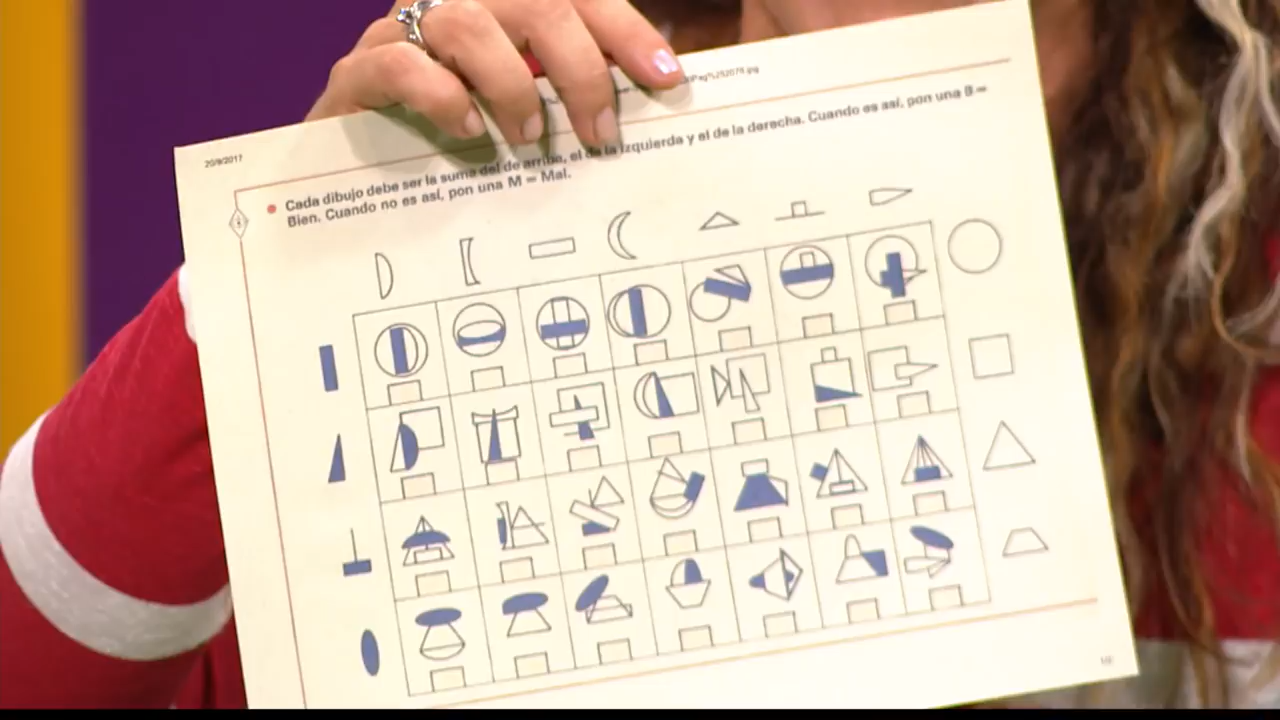 20/9/2017
Cada dibujo debe ser la suma del de arriba, el de la izquierda y el de la derecha. Cuando es así, pon una B =
Bien. Cuando no es así, pon una M = Mal.